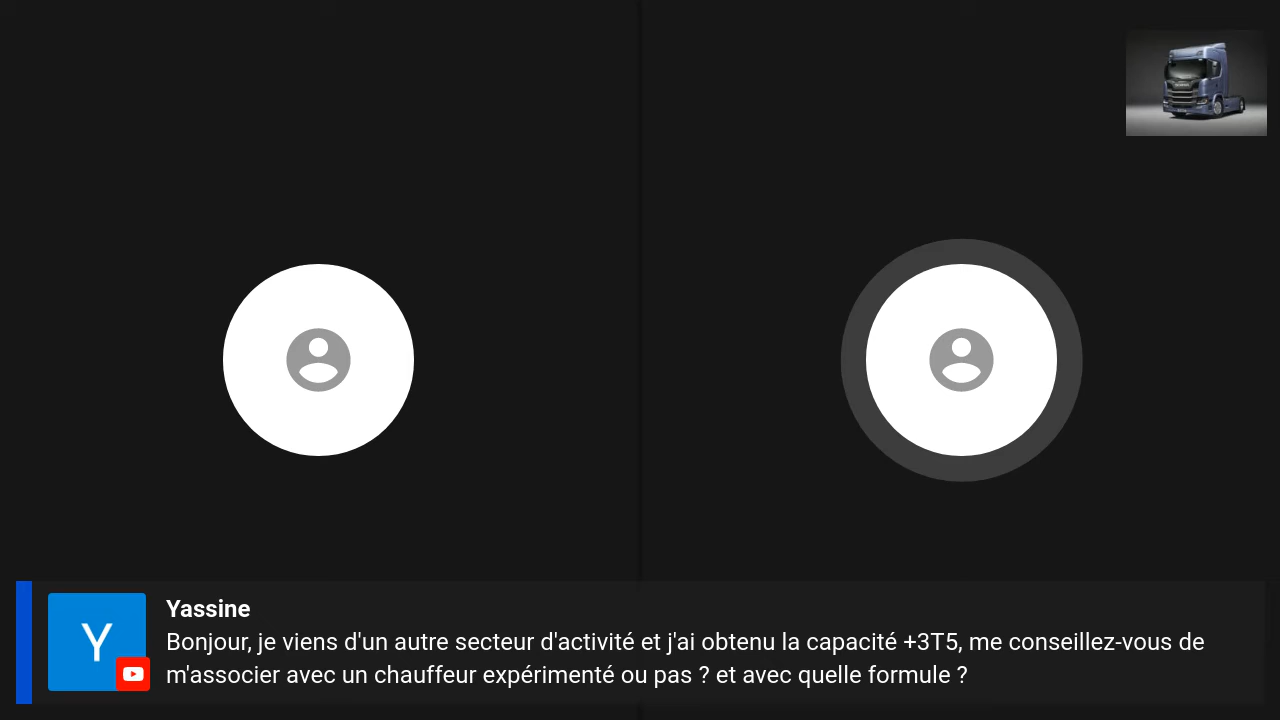 Yassine
Y
Bonjour, je viens d'un autre secteur d'activité et j'ai obtenu la capacité +3T5, me conseillez-vous de
m'associer avec un chauffeur expérimenté ou pas ? et avec quelle formule ?